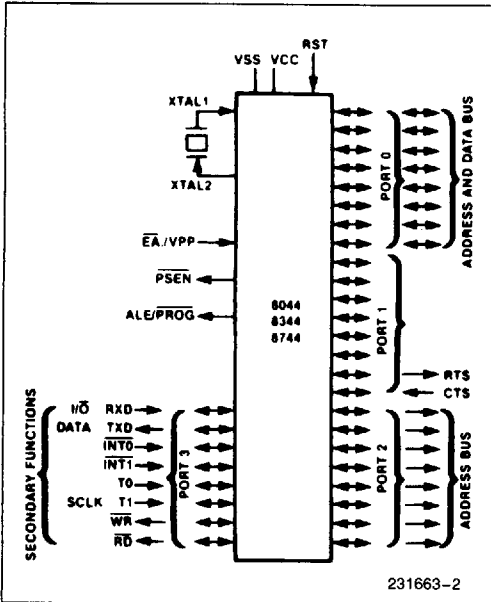 RST
VSS VCC
XTAL1
XTAL2
EA/VPP
PSEN
ALE/PROG
8044
8344
8744
PORT 0
ADDRESS AND DATA BUS
PORT 1
RTS
CTS
PORT 2
ADDRESS BUS
SECONDARY FUNCTIONS
I/O RXD
DATA TXD
INT0
INT1
T0
SCLK T1
WR
RD
PORT 3
231663-2